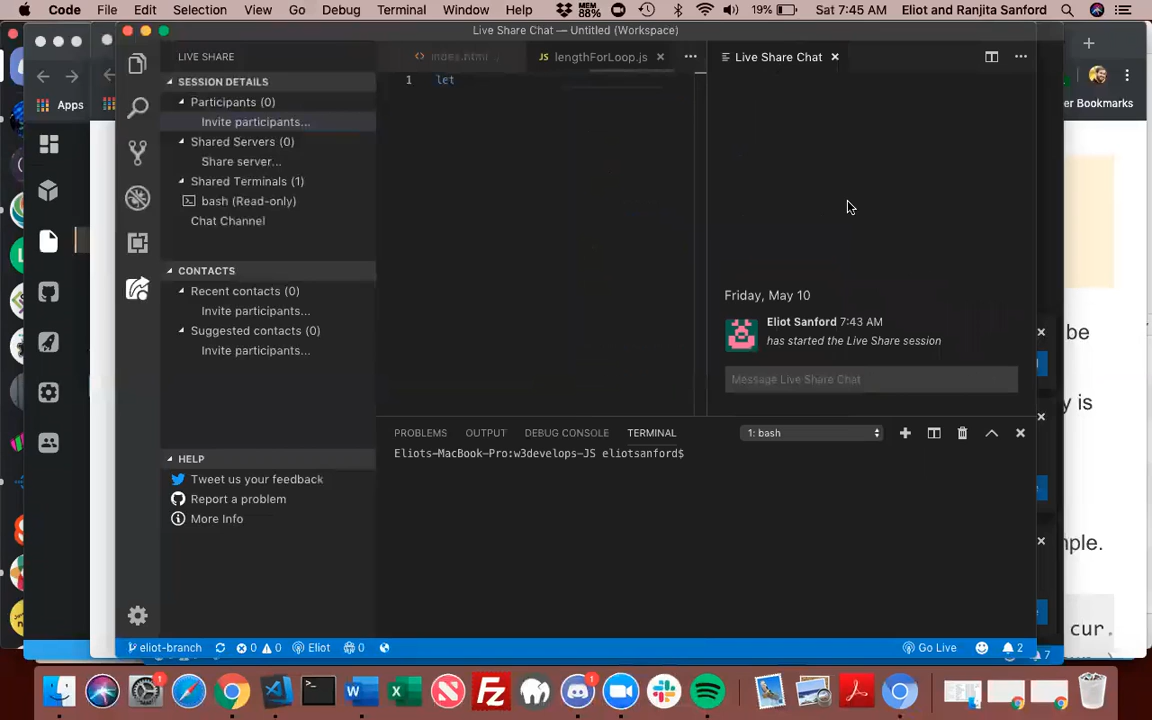 Code File Edit Selection View Go Debug Terminal Window Help MEM 88% 19% Sat 7:45 AM Eliot and Ranjita Sanford
Live Share Chat — Untitled (Workspace)
LIVE SHARE
index.html
JS lengthForLoop.js
Live Share Chat
Apps
er Bookmarks
SESSION DETAILS
1 let
Participants (0)
Invite participants...
Shared Servers (0)
Share server...
Shared Terminals (1)
bash (Read-only)
Chat Channel
CONTACTS
Recent contacts (0)
Invite participants...
Suggested contacts (0)
Invite participants...
Friday, May 10
Eliot Sanford 7:43 AM
has started the Live Share session
Message Live Share Chat
be
y is
mple.
cur.
PROBLEMS OUTPUT DEBUG CONSOLE TERMINAL 1: bash
Eliots-MacBook-Pro:w3develops-JS eliotsanford$
HELP
Tweet us your feedback
Report a problem
More Info
eliot-branch 0 0 Eliot 0 Go Live 2
7